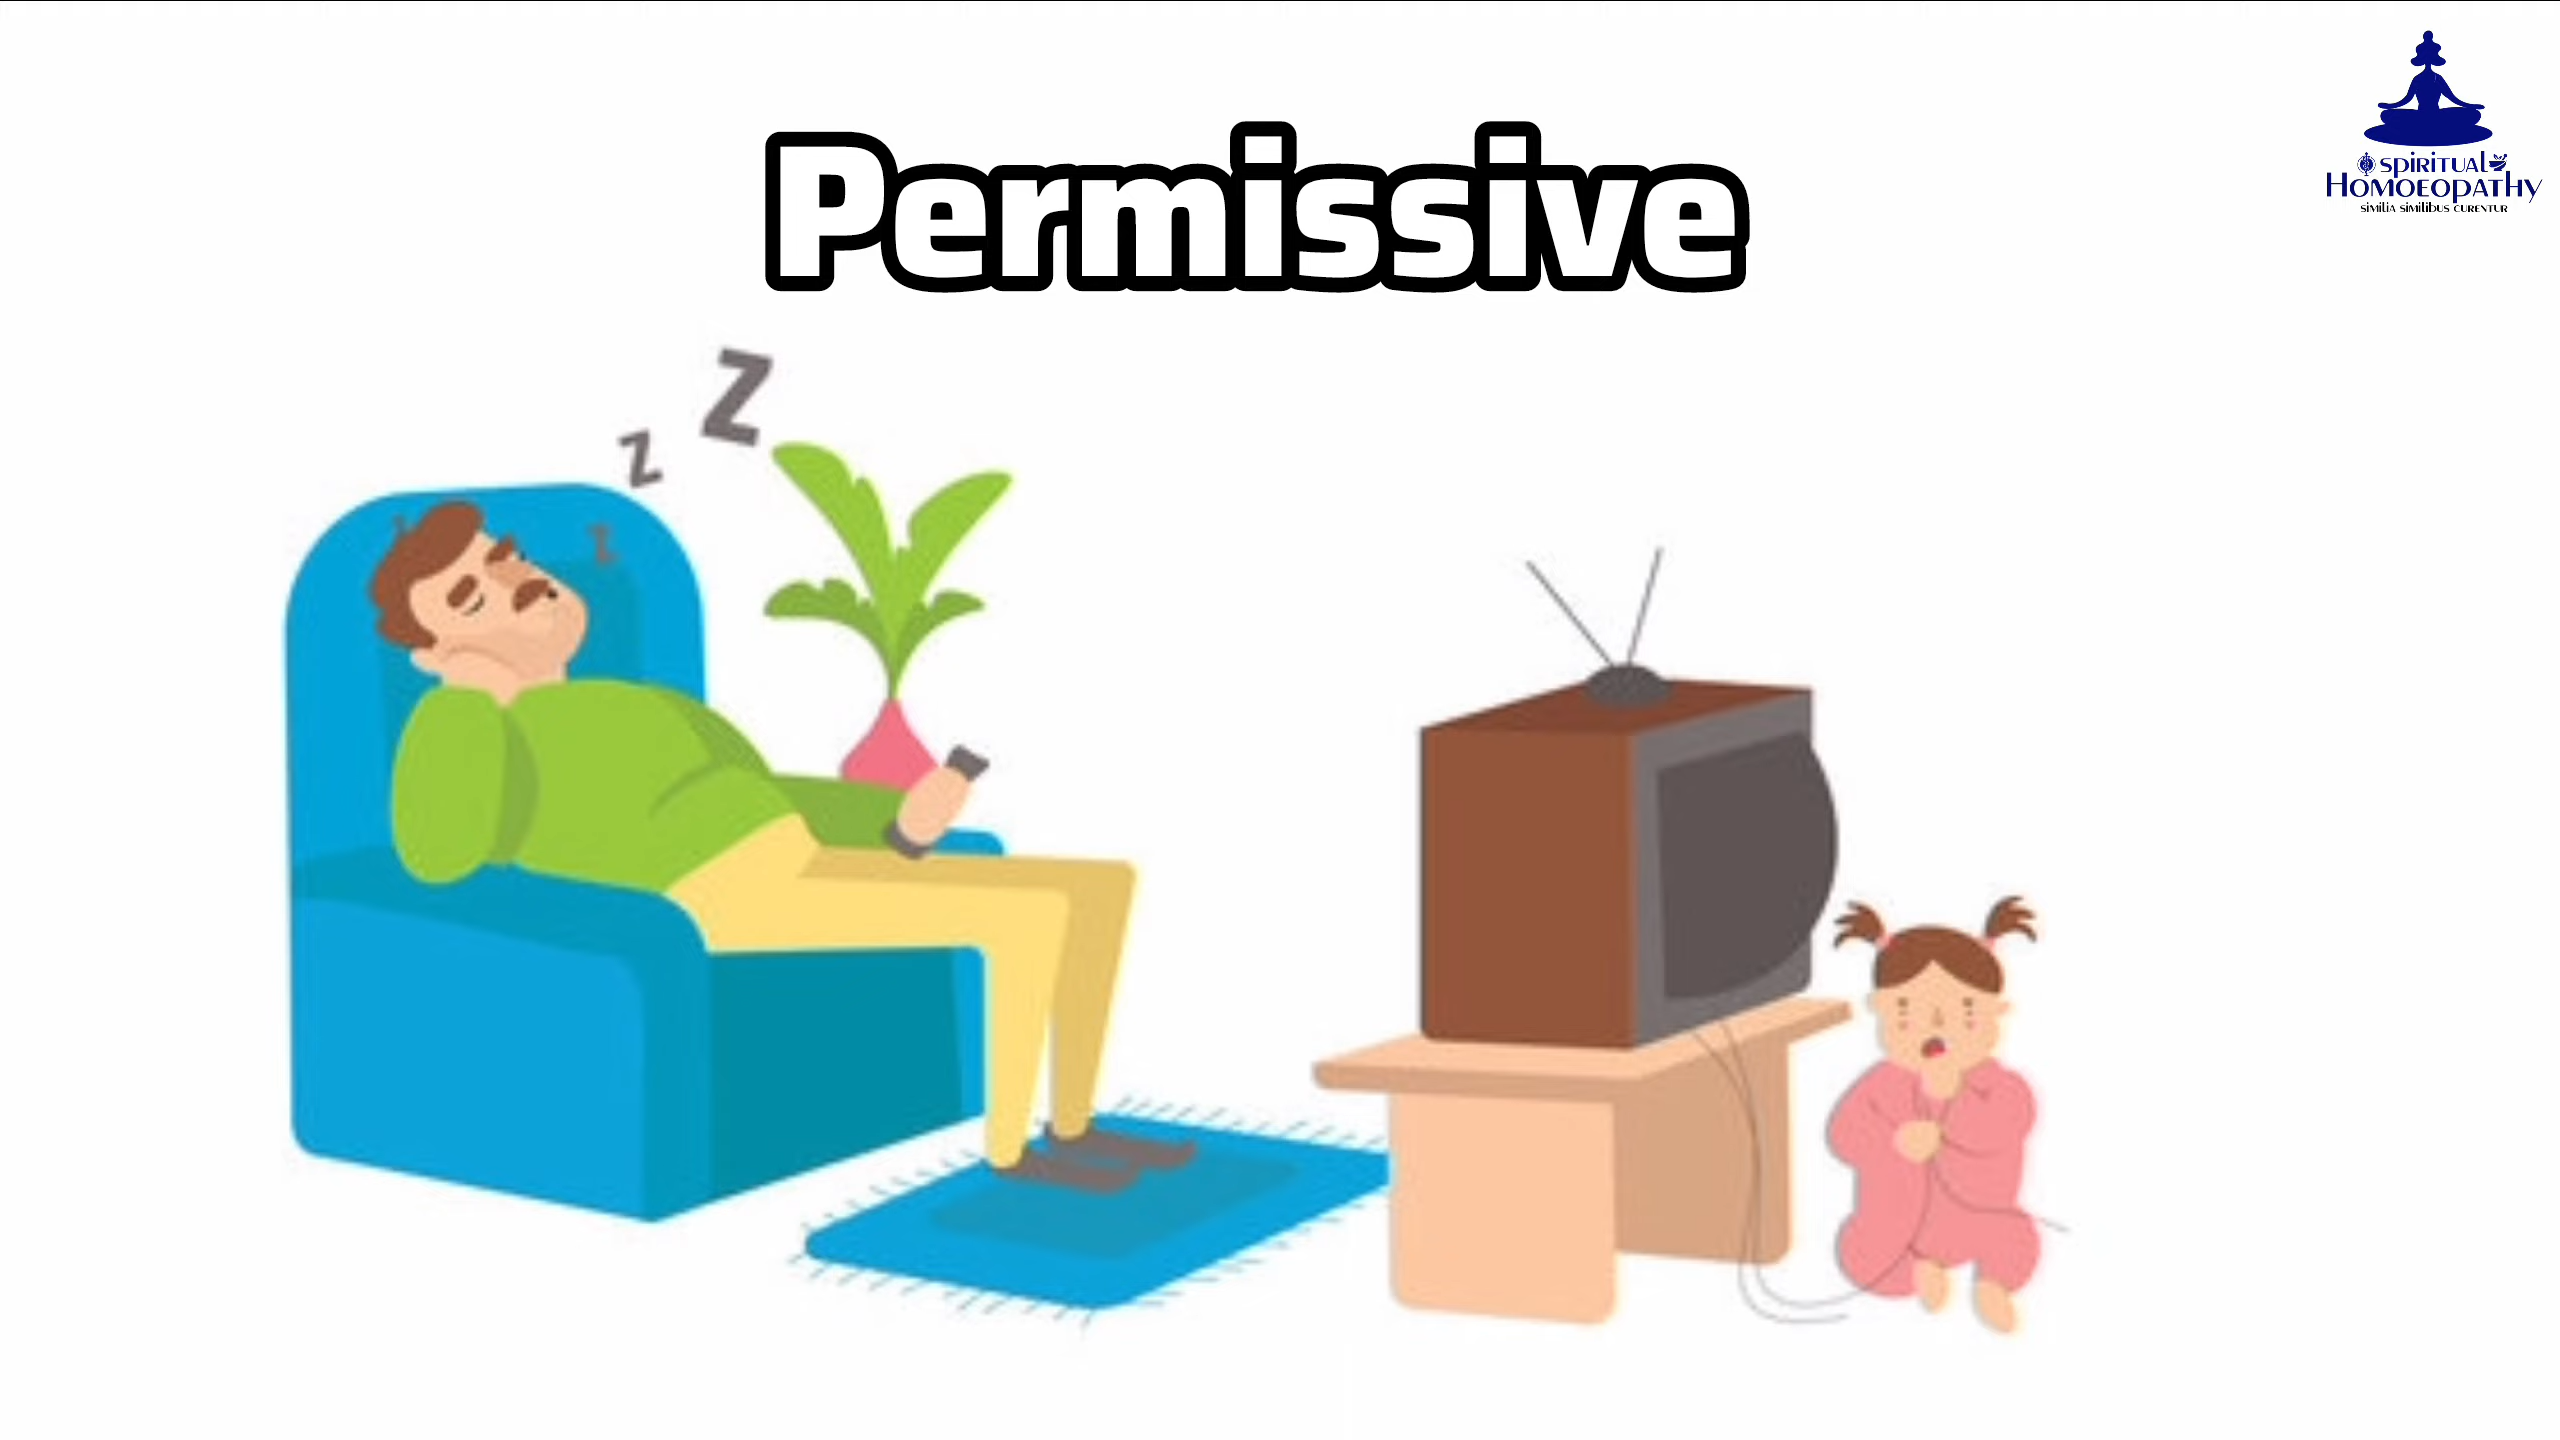 Permissive
spiritual
Homoeopathy
similia similibus curentur
z
z
z